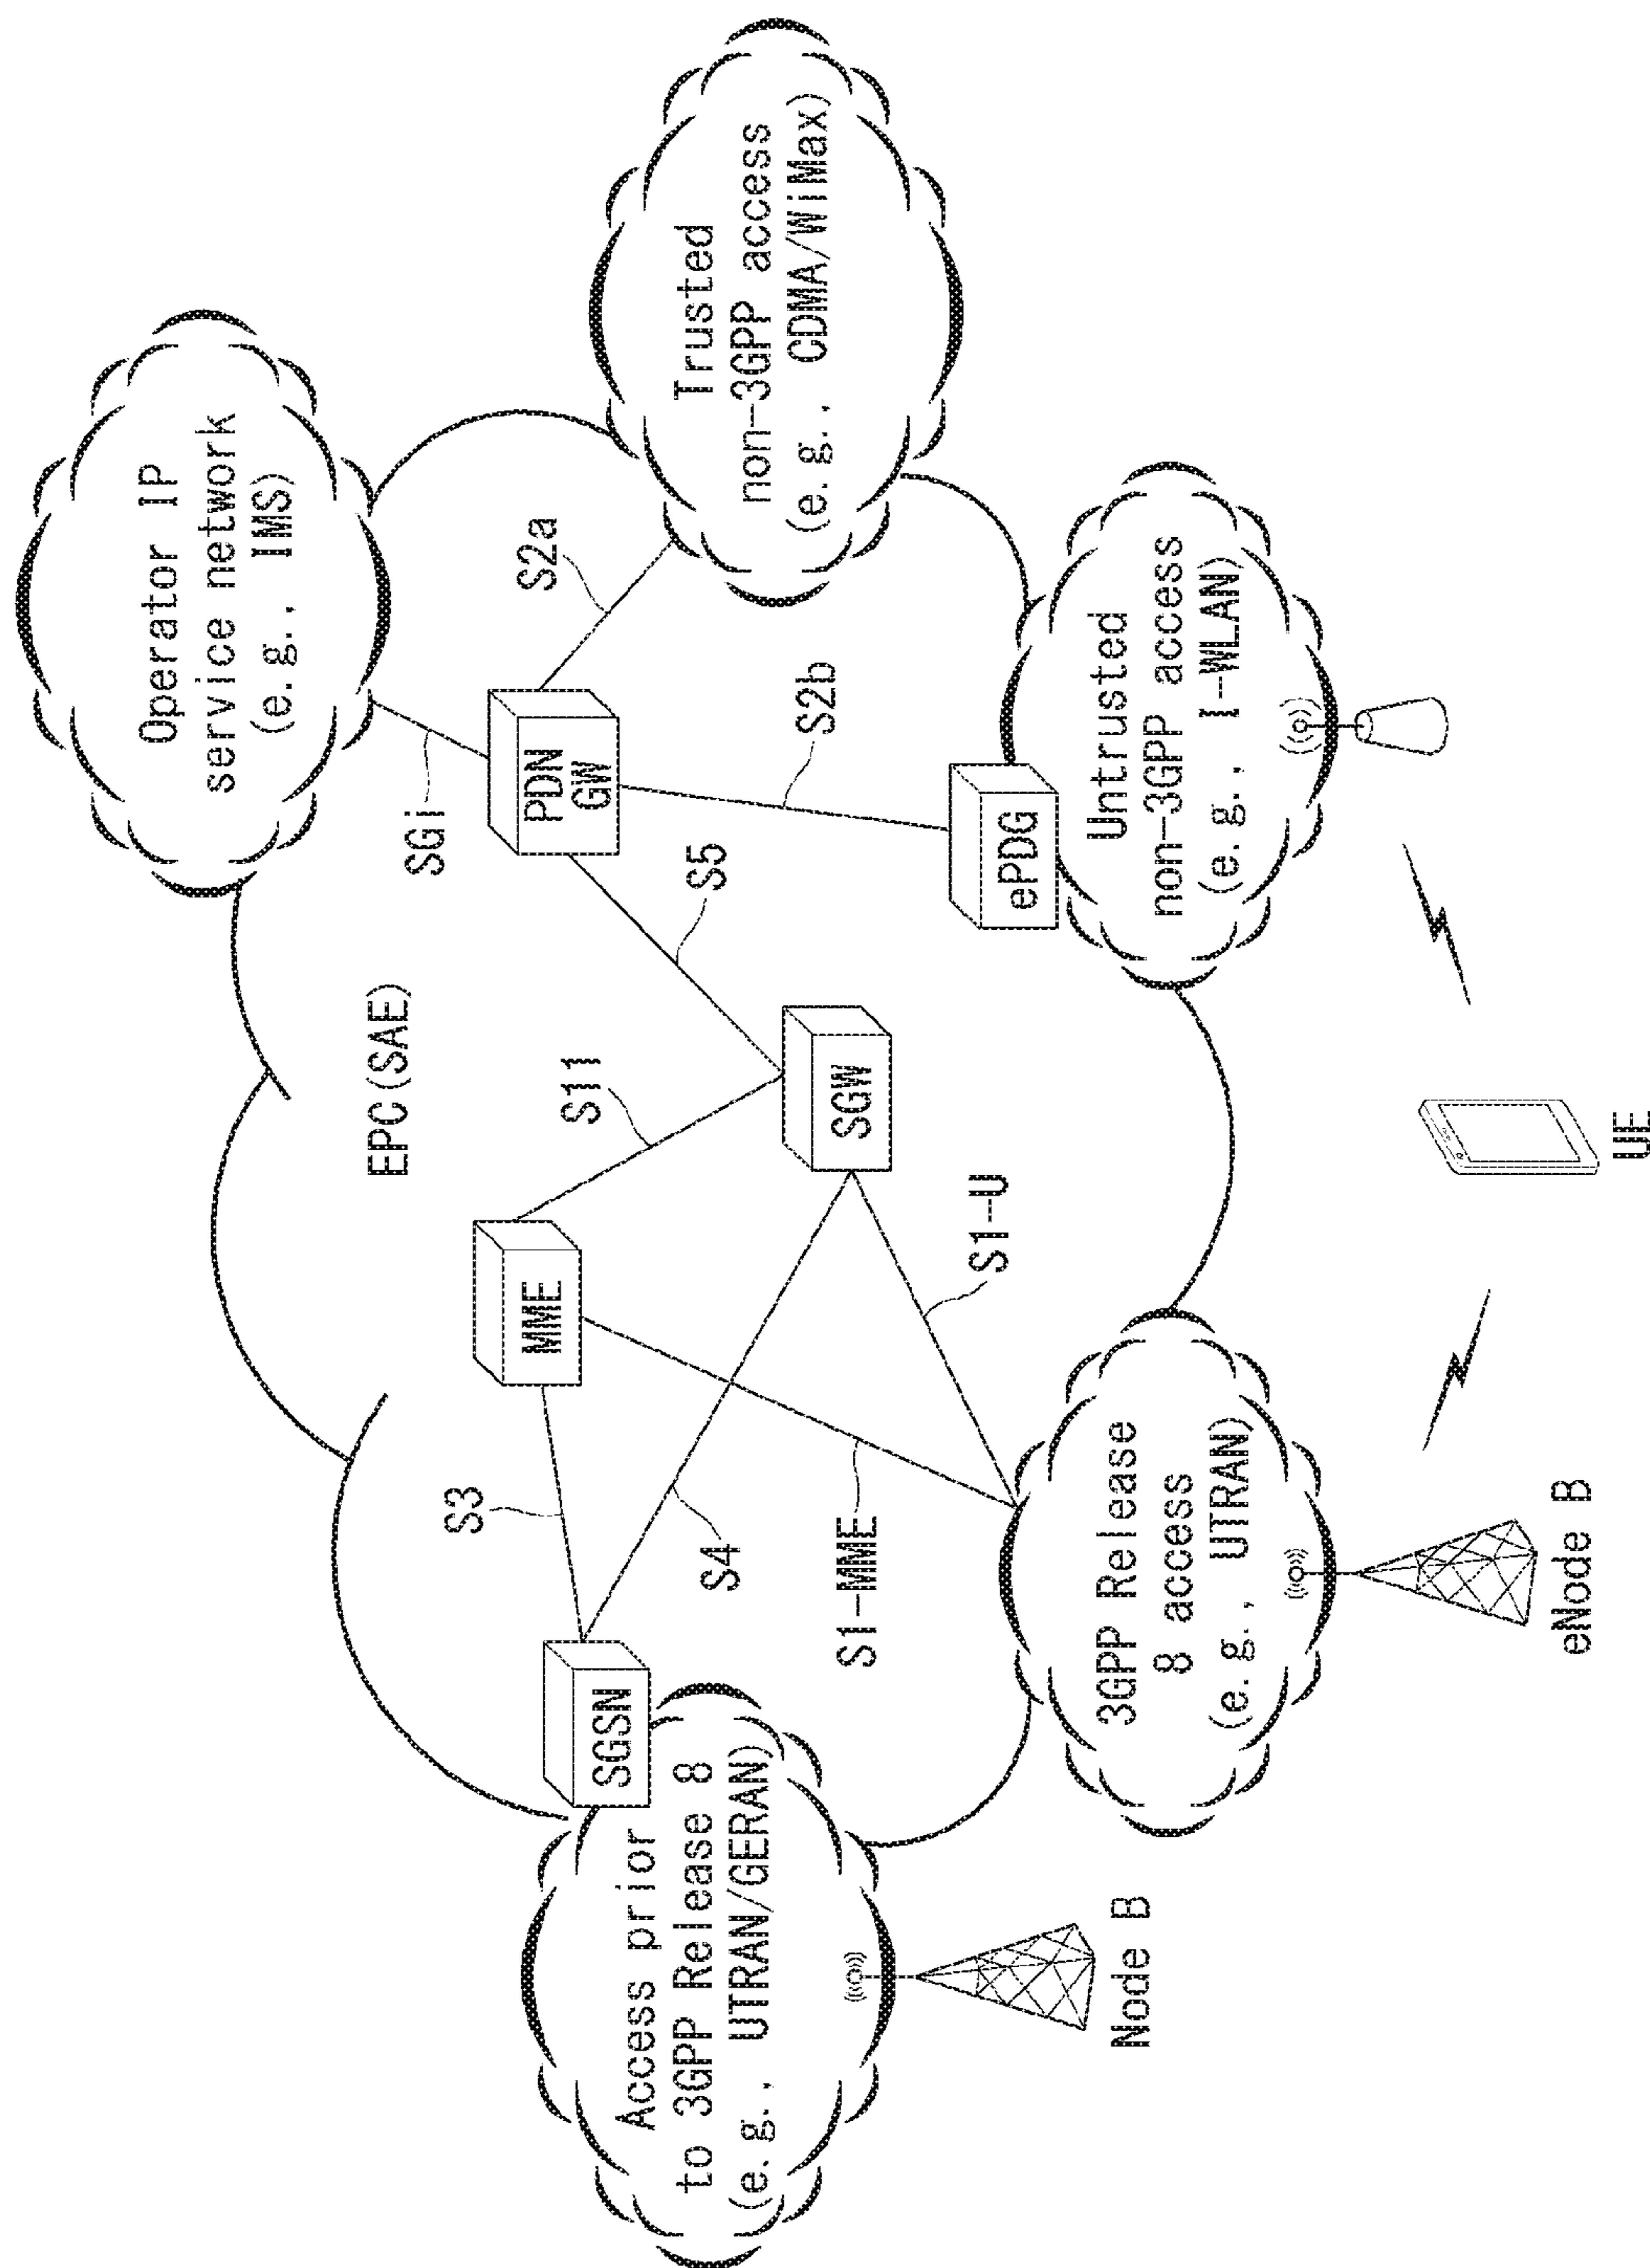 Operator IP
service network
(e.g., IMS)
EPC(SAE)
SGi
S2a
PDN
GW
Trusted
non-3GPP access
(e.g., CDMA/WiMax)
S3
MME
S11
S5
S2b
SGSN
Access prior
to 3GPP Release 8
(e.g., UTRAN/GERAN)
S4
SGW
S1-MME
S1-U
ePDG
Untrusted
non-3GPP access
(e.g., I-WLAN)
3GPP Release
8 access
(e.g., UTRAN)
Node B
eNode B
UE